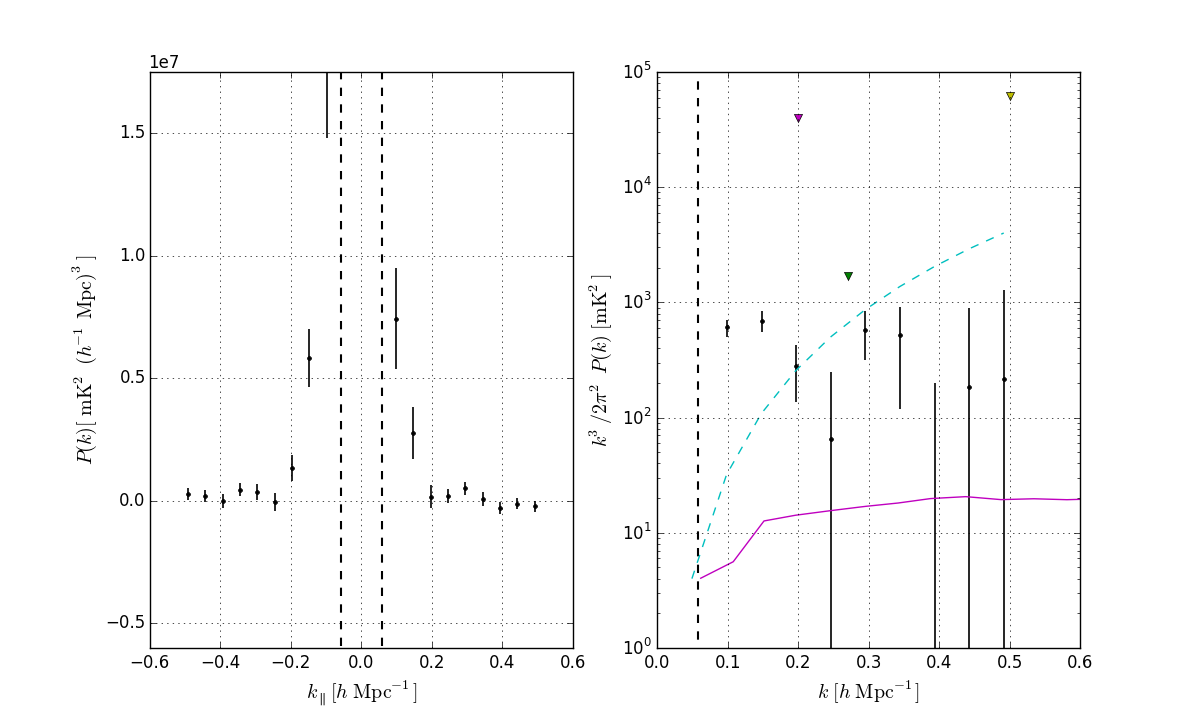 1e7
1.5
1.0
0.5
0.0
−0.5
−0.6 −0.4 −0.2 0.0 0.2 0.4 0.6
P(k)[ mK² (h⁻¹ Mpc)³ ]
k∥ [h Mpc⁻¹]
10⁵
10⁴
10³
10²
10¹
10⁰
0.0 0.1 0.2 0.3 0.4 0.5 0.6
k³/2π² P(k) [mK²]
k [h Mpc⁻¹]